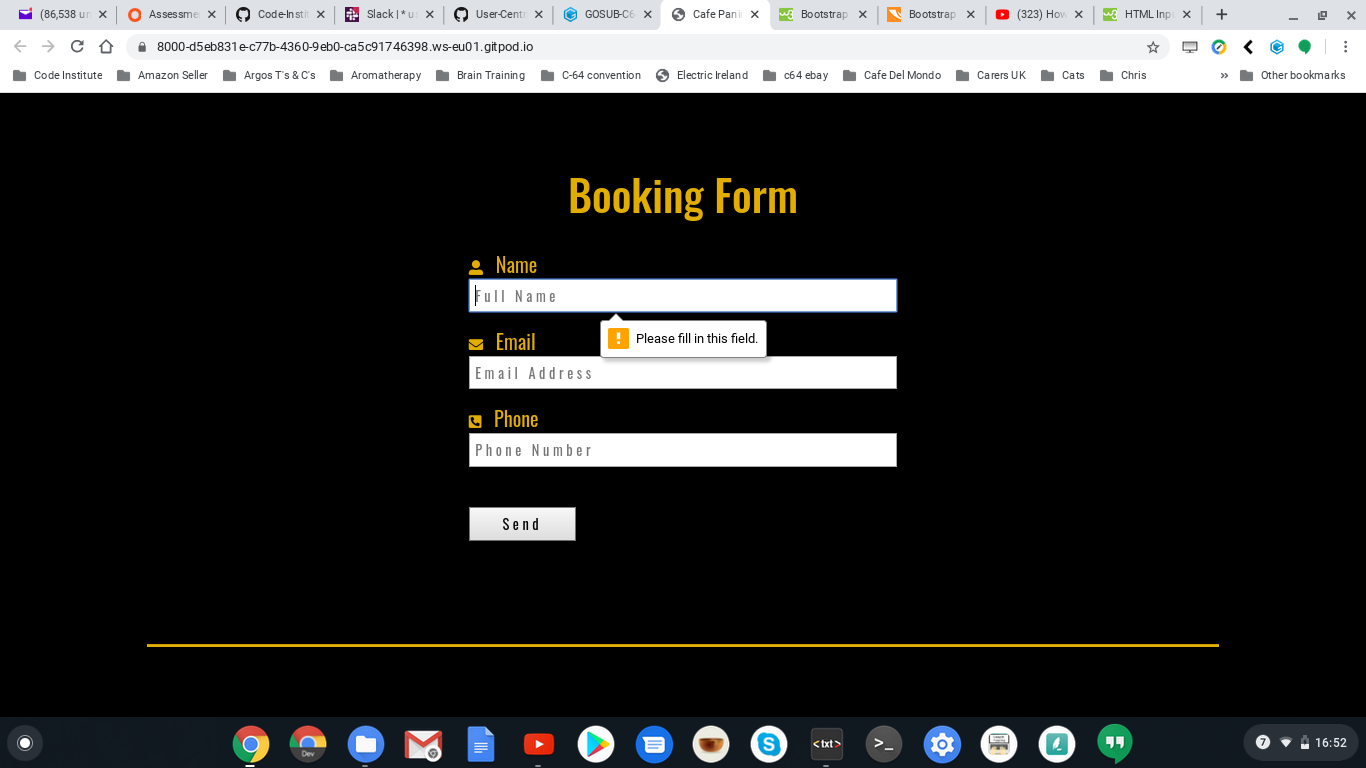 (86,538 un
Assessme
Code-Instit
Slack | * us
User-Centr
GOSUB-C6
Cafe Panin
Bootstrap
Bootstrap
(323) How
HTML Inpu
8000-d5eb831e-c77b-4360-9eb0-ca5c91746398.ws-eu01.gitpod.io
Code Institute
Amazon Seller
Argos T's & C's
Aromatherapy
Brain Training
C-64 convention
Electric Ireland
c64 ebay
Cafe Del Mondo
Carers UK
Cats
Chris
»
Other bookmarks
Booking Form
Name
Full Name
Please fill in this field.
Email
Email Address
Phone
Phone Number
Send
Dev
<txt>
>_
7
16:52